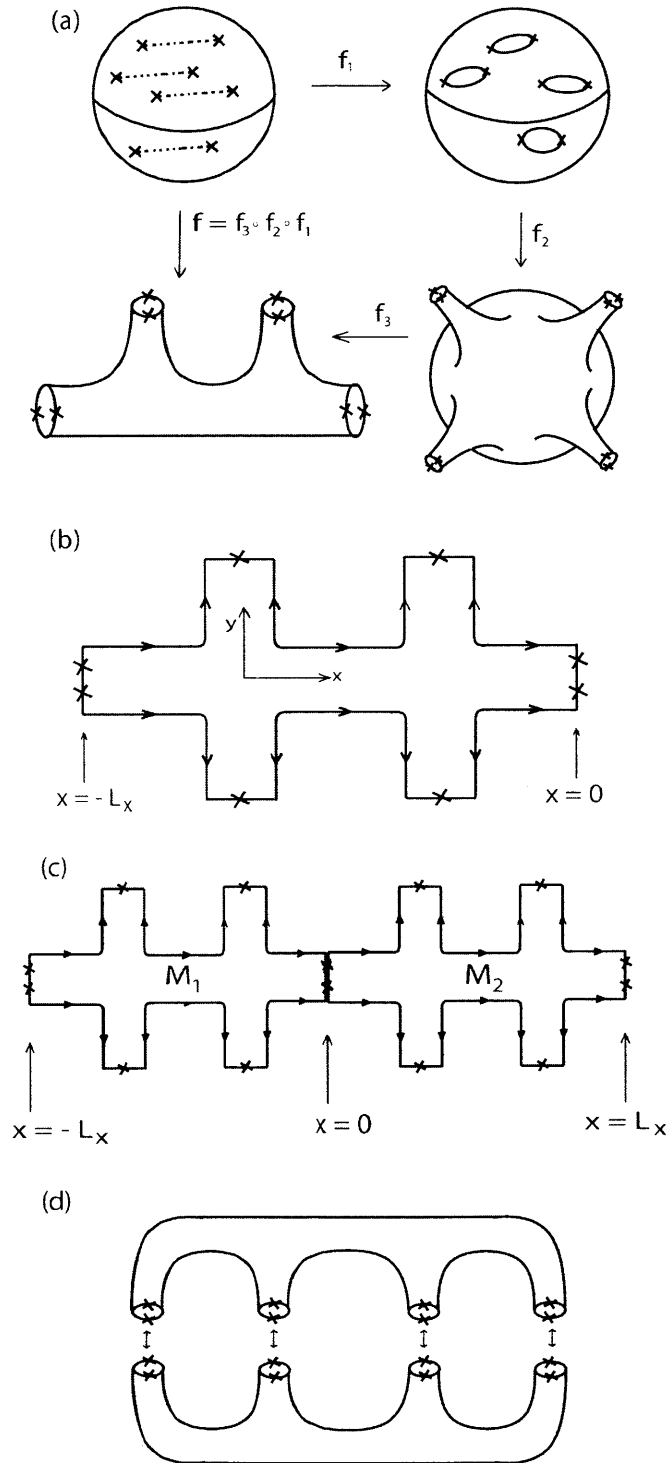 (a)
f₁
f = f₃ ∘ f₂ ∘ f₁
f₂
f₃
(b)
y
x
x = - Lₓ
x = 0
(c)
M₁
M₂
x = - Lₓ
x = 0
x = Lₓ
(d)